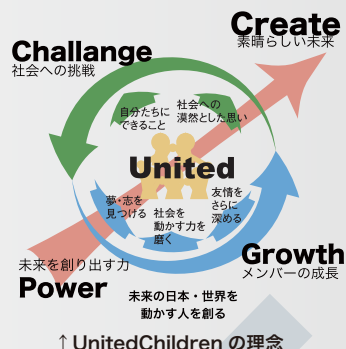 Create
素晴らしい未来
Challange
社会への挑戦
自分たちに
できること
社会への
漠然とした思い
United
夢・志を
見つける
社会を
動かす力を
磨く
友情を
さらに
深める
Growth
メンバーの成長
未来を創り出す力
Power
未来の日本・世界を
動かす人を創る
↑UnitedChildren の理念